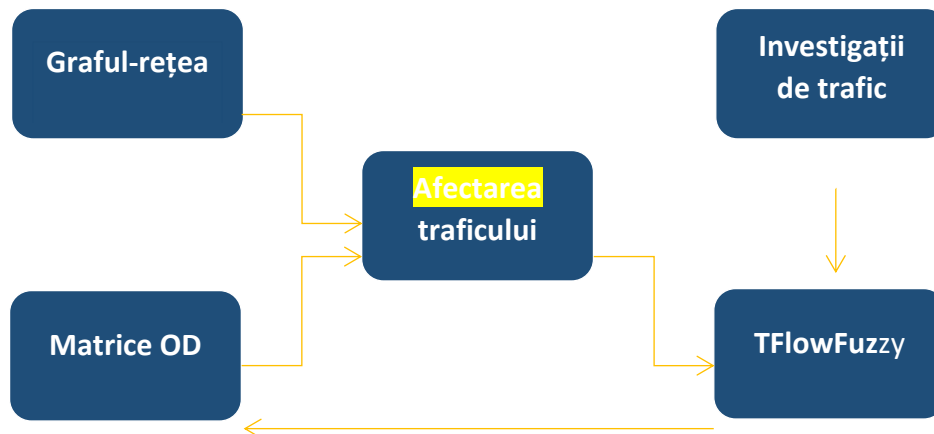 Graful-rețea
Investigații
de trafic
Afectarea
traficului
Matrice OD
TFlowFuzzy